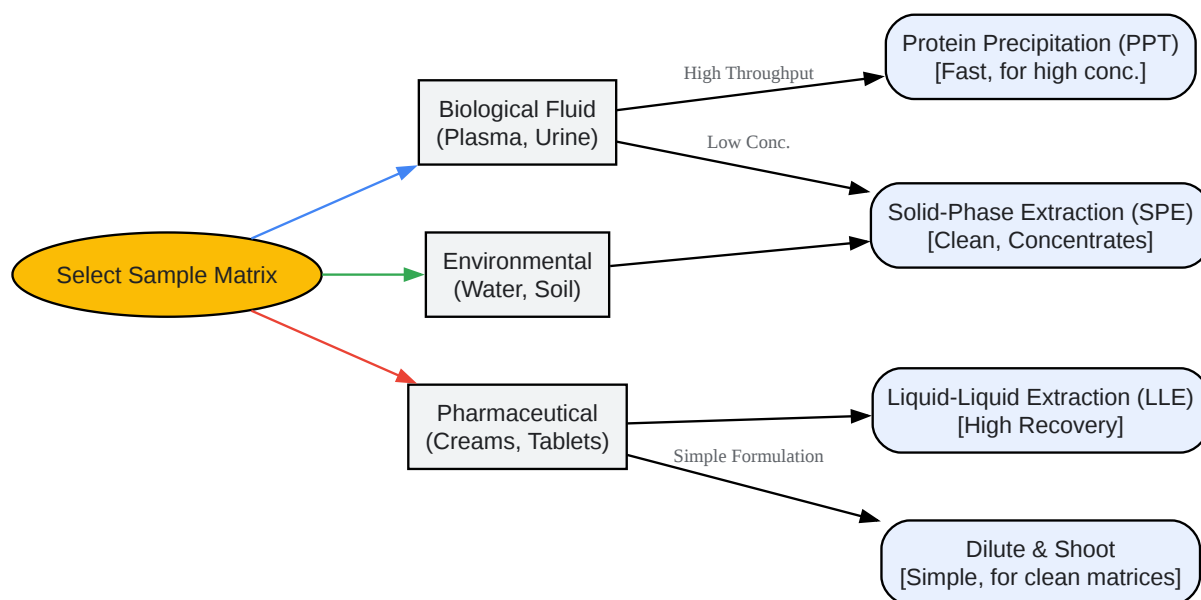 Select Sample Matrix
Biological Fluid
(Plasma, Urine)
Environmental
(Water, Soil)
Pharmaceutical
(Creams, Tablets)
High Throughput
Low Conc.
Simple Formulation
Protein Precipitation (PPT)
[Fast, for high conc.]
Solid-Phase Extraction (SPE)
[Clean, Concentrates]
Liquid-Liquid Extraction (LLE)
[High Recovery]
Dilute & Shoot
[Simple, for clean matrices]